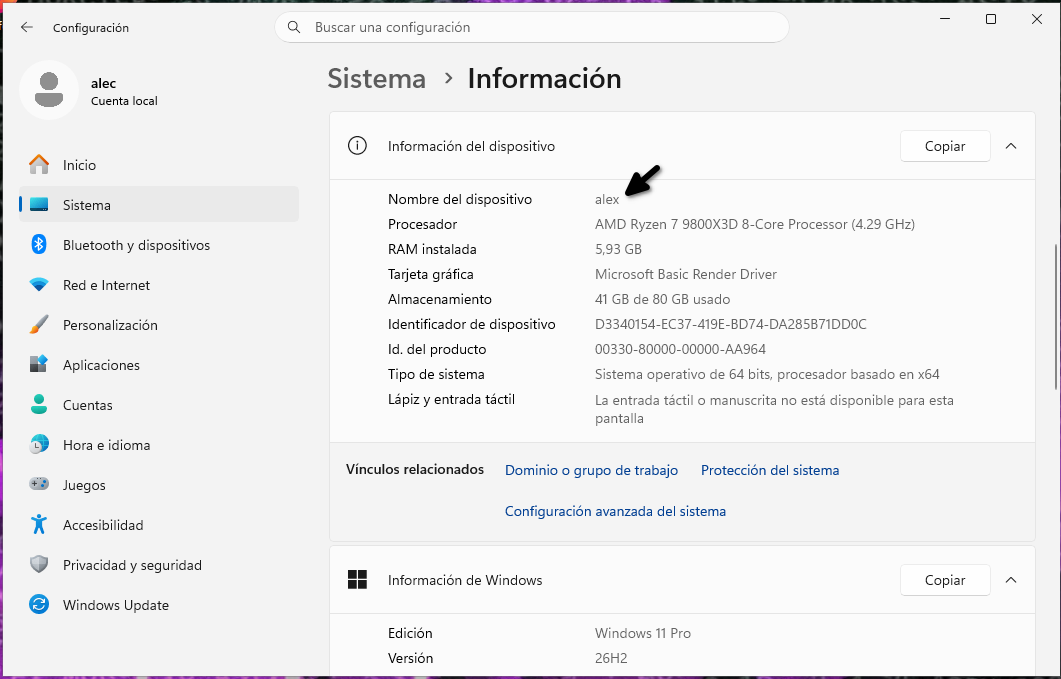 Configuración
Buscar una configuración
alec
Cuenta local
Inicio
Sistema
Bluetooth y dispositivos
Red e Internet
Personalización
Aplicaciones
Cuentas
Hora e idioma
Juegos
Accesibilidad
Privacidad y seguridad
Windows Update
Sistema › Información
Información del dispositivo Copiar
Nombre del dispositivo alex
Procesador AMD Ryzen 7 9800X3D 8-Core Processor (4.29 GHz)
RAM instalada 5,93 GB
Tarjeta gráfica Microsoft Basic Render Driver
Almacenamiento 41 GB de 80 GB usado
Identificador de dispositivo D3340154-EC37-419E-BD74-DA285B71DD0C
Id. del producto 00330-80000-00000-AA964
Tipo de sistema Sistema operativo de 64 bits, procesador basado en x64
Lápiz y entrada táctil La entrada táctil o manuscrita no está disponible para esta
pantalla
Vínculos relacionados Dominio o grupo de trabajo Protección del sistema
Configuración avanzada del sistema
Información de Windows Copiar
Edición Windows 11 Pro
Versión 26H2